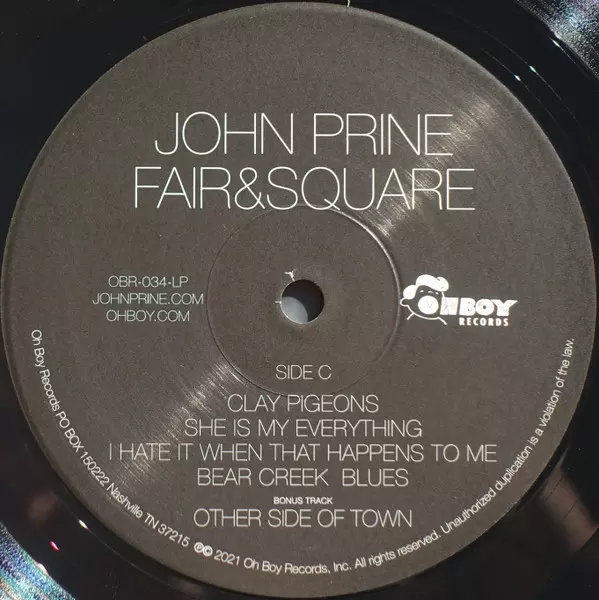 JOHN PRINE
FAIR&SQUARE
OBR-034-LP
JOHNPRINE.COM
OHBOY.COM
OHBOY
RECORDS
SIDE C
CLAY PIGEONS
SHE IS MY EVERYTHING
I HATE IT WHEN THAT HAPPENS TO ME
BEAR CREEK BLUES
BONUS TRACK
OTHER SIDE OF TOWN
Oh Boy Records PO BOX 150222 Nashville TN 37215 ℗© 2021 Oh Boy Records, Inc. All rights reserved. Unauthorized duplication is a violation of the law.